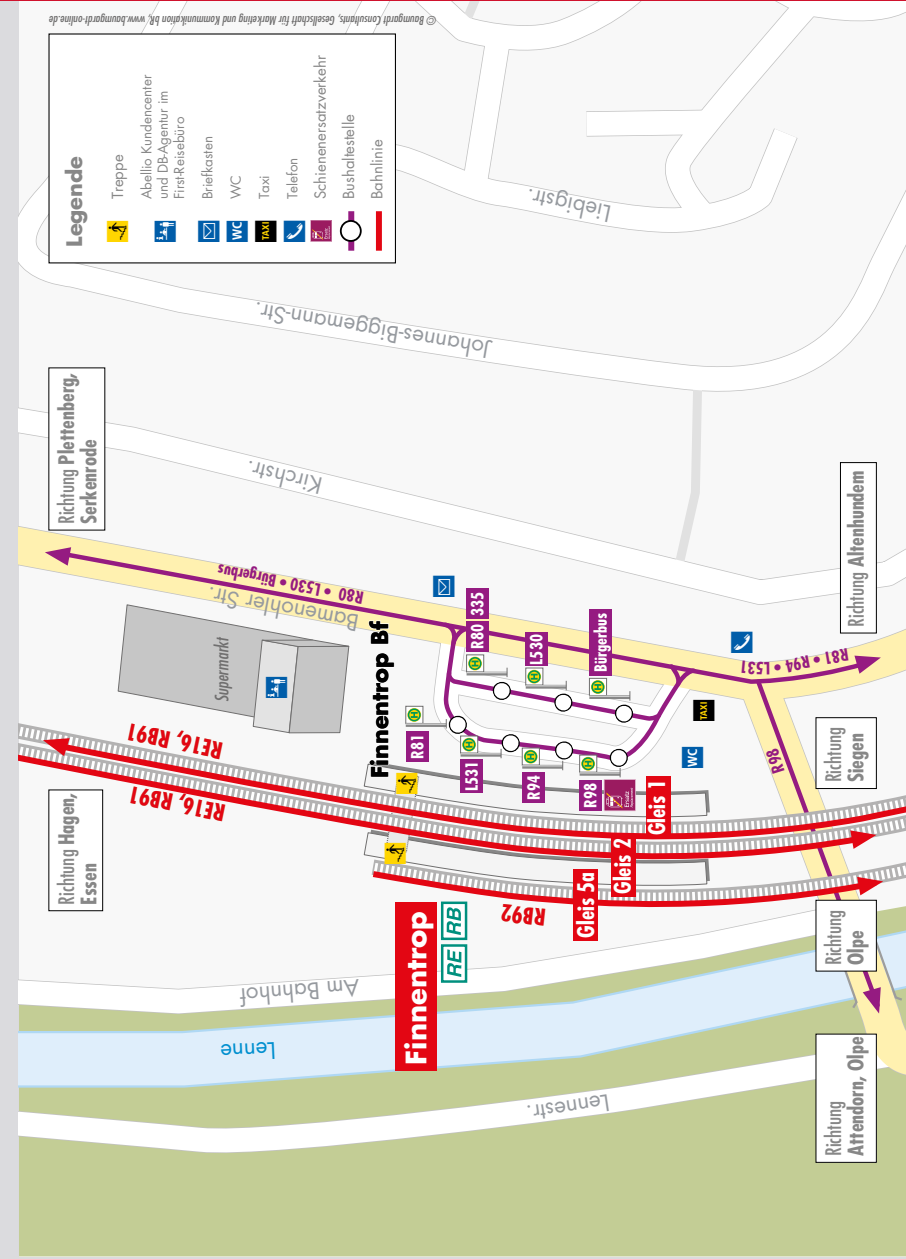 © Baumgardt Consultants, Gesellschaft für Marketing und Kommunikation bR, www.baumgardt-online.de
Legende
Treppe
Abellio Kundencenter
und DB-Agentur im
First-Reisebüro
Briefkasten
WC
WC
TAXI
Taxi
Telefon
Schienenersatzverkehr
Bushaltestelle
Bahnlinie
Liebigstr.
Johannes-Biggemann-Str.
Kirchstr.
Richtung Plettenberg,
Serkenrode
R80 • L530 • Bürgerbus
Bamenohler Str.
Supermarkt
Finnentrop Bf
R80
335
L530
Bürgerbus
R81
L531
R94
R98
H
H
H
H
H
H
H
TAXI
WC
R81 • R94 • L531
R98
Richtung Altenhundem
Richtung
Siegen
Richtung Hagen,
Essen
RE16, RB91
RE16, RB91
Gleis 1
Gleis 2
Gleis 5a
RB92
Finnentrop
RE
RB
Am Bahnhof
Lenne
Lennestr.
Richtung
Olpe
Richtung
Attendorn, Olpe